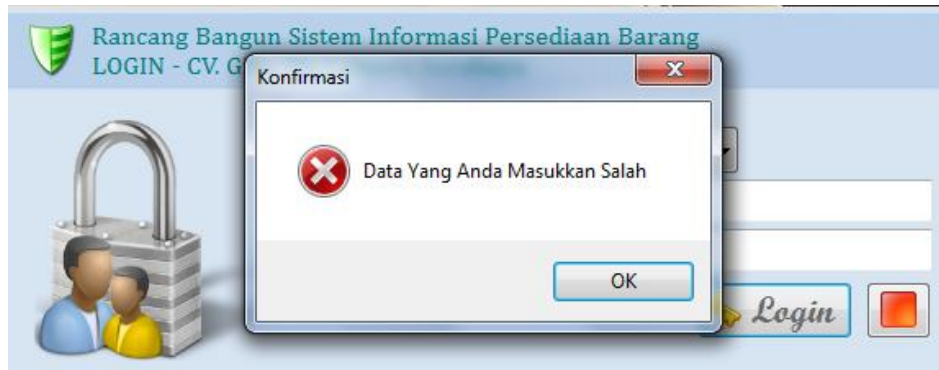 Rancang Bangun Sistem Informasi Persediaan Barang
LOGIN - CV. G
Konfirmasi
Data Yang Anda Masukkan Salah
OK
Login